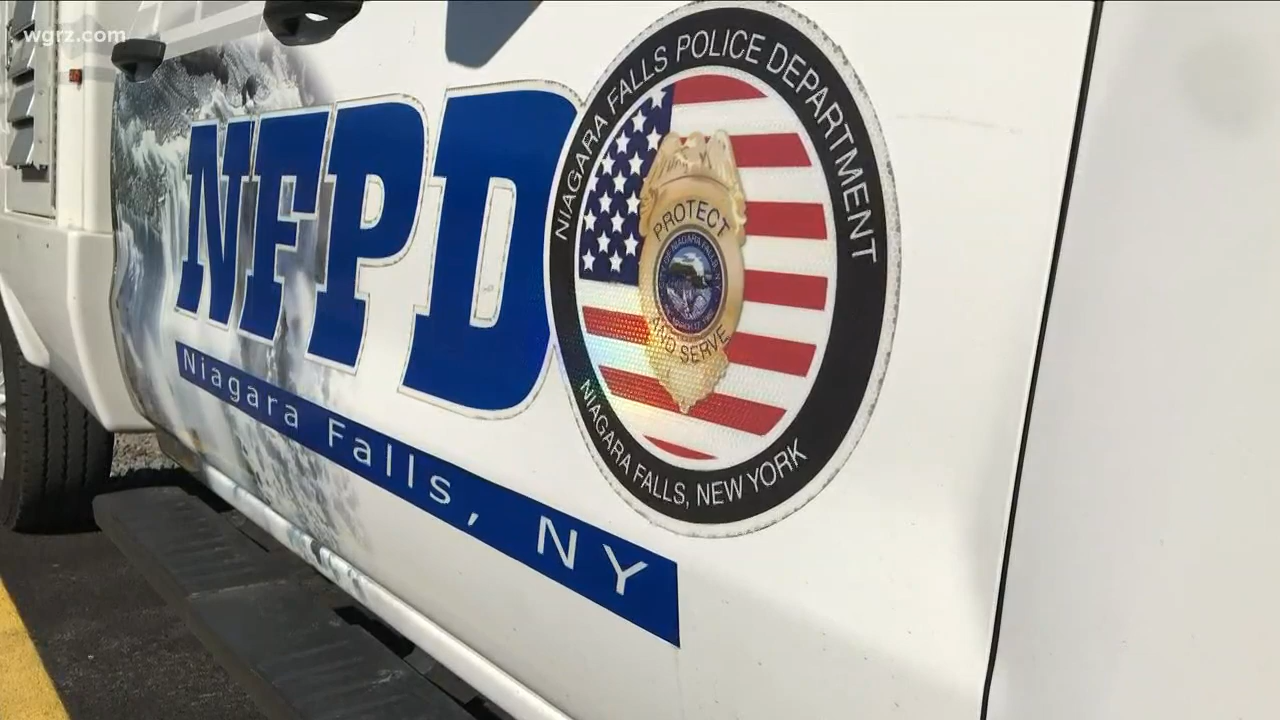 wgrz.com
NFPD
Niagara Falls, NY
NIAGARA FALLS POLICE DEPARTMENT
PROTECT
AND SERVE
NIAGARA FALLS, NEW YORK